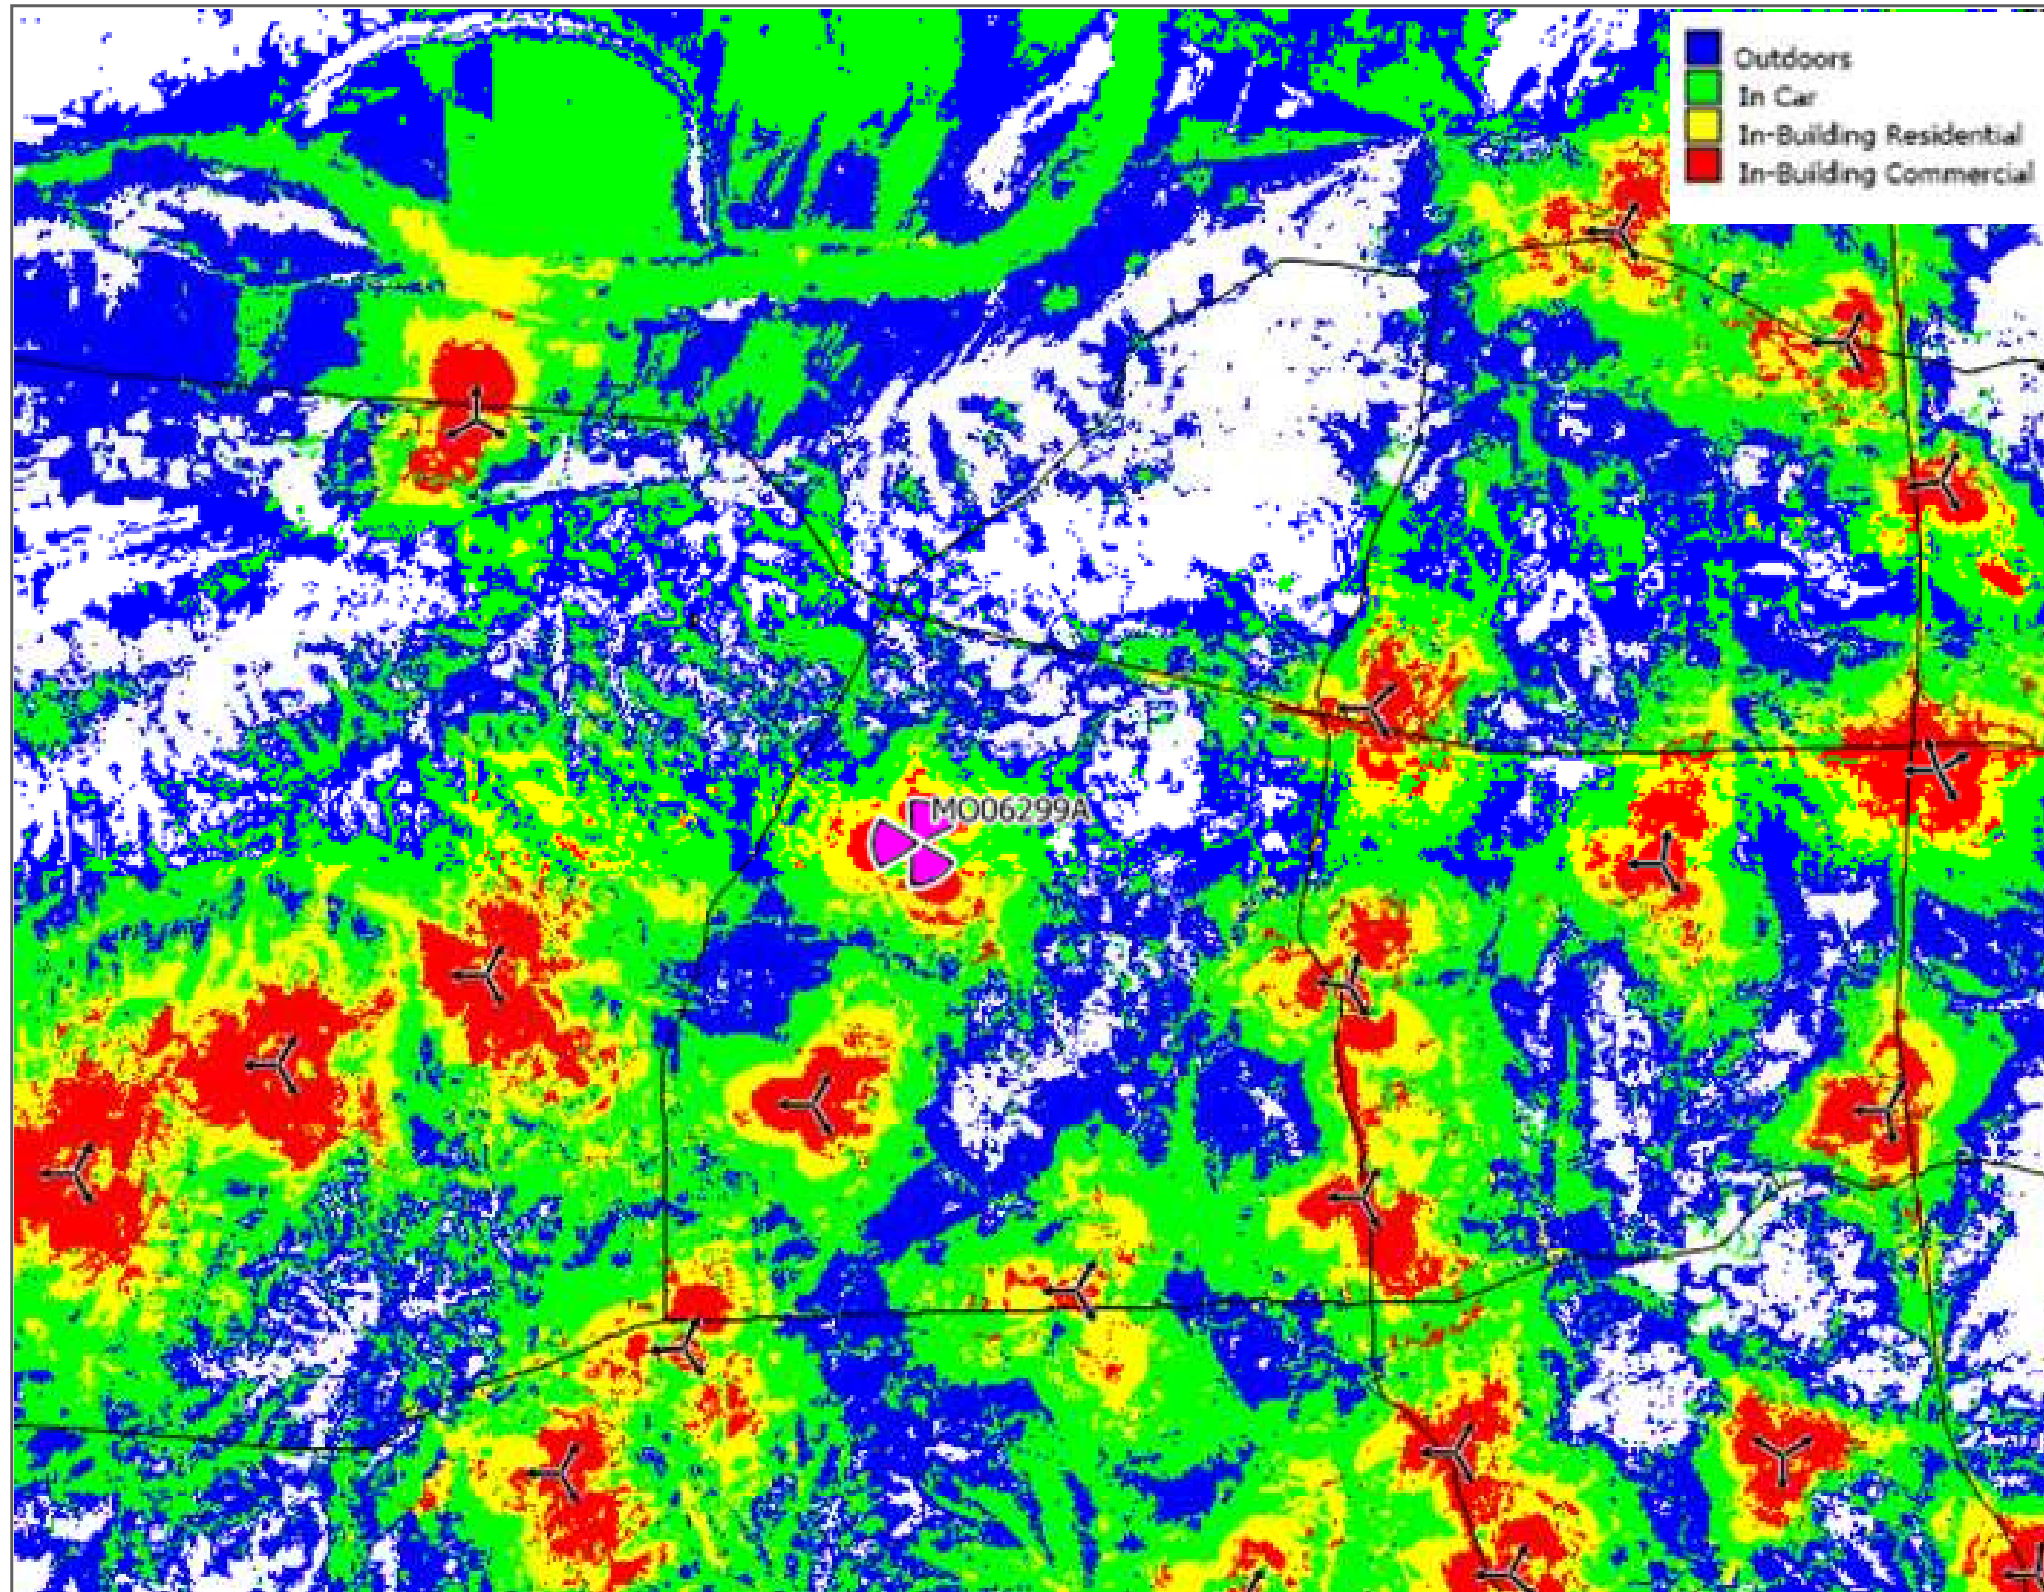 Outdoors
In Car
In-Building Residential
In-Building Commercial
MO06299A